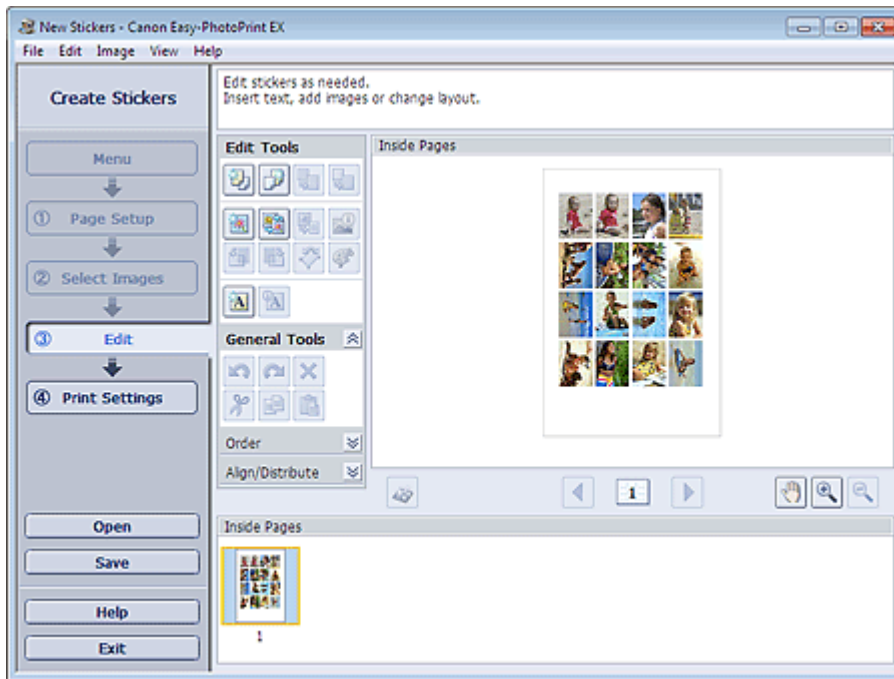 New Stickers - Canon Easy-PhotoPrint EX
File Edit Image View Help
Create Stickers
Menu
① Page Setup
② Select Images
③ Edit
④ Print Settings
Open
Save
Help
Exit
Edit stickers as needed.
Insert text, add images or change layout.
Edit Tools
A
A
General Tools
Order
Align/Distribute
Inside Pages
1
Inside Pages
1